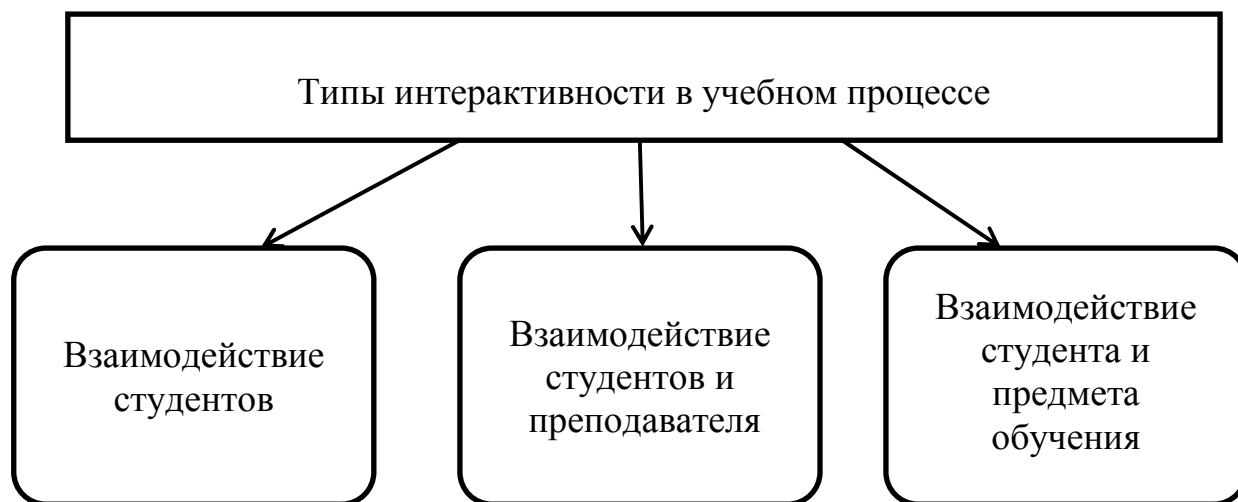 Типы интерактивности в учебном процессе
Взаимодействие
студентов
Взаимодействие
студентов и
преподавателя
Взаимодействие
студента и
предмета
обучения